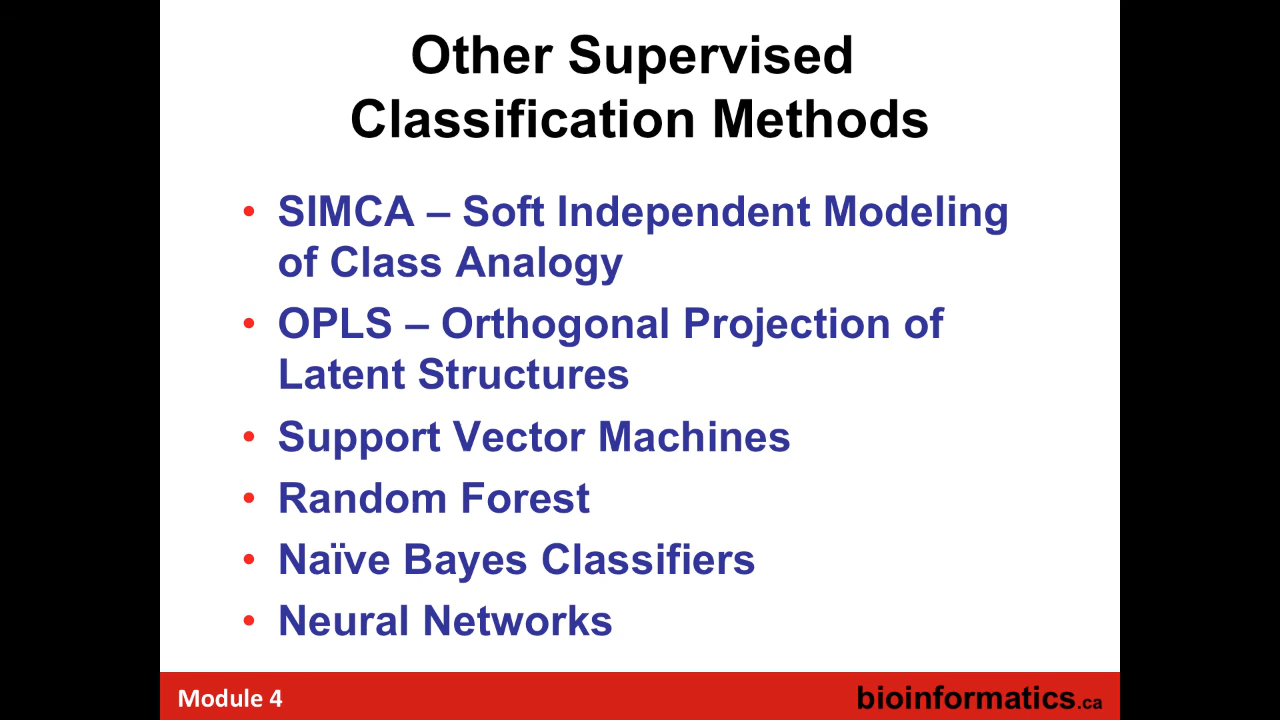 Other Supervised
Classification Methods
• SIMCA – Soft Independent Modeling
of Class Analogy
• OPLS – Orthogonal Projection of
Latent Structures
• Support Vector Machines
• Random Forest
• Naïve Bayes Classifiers
• Neural Networks
Module 4
bioinformatics.ca